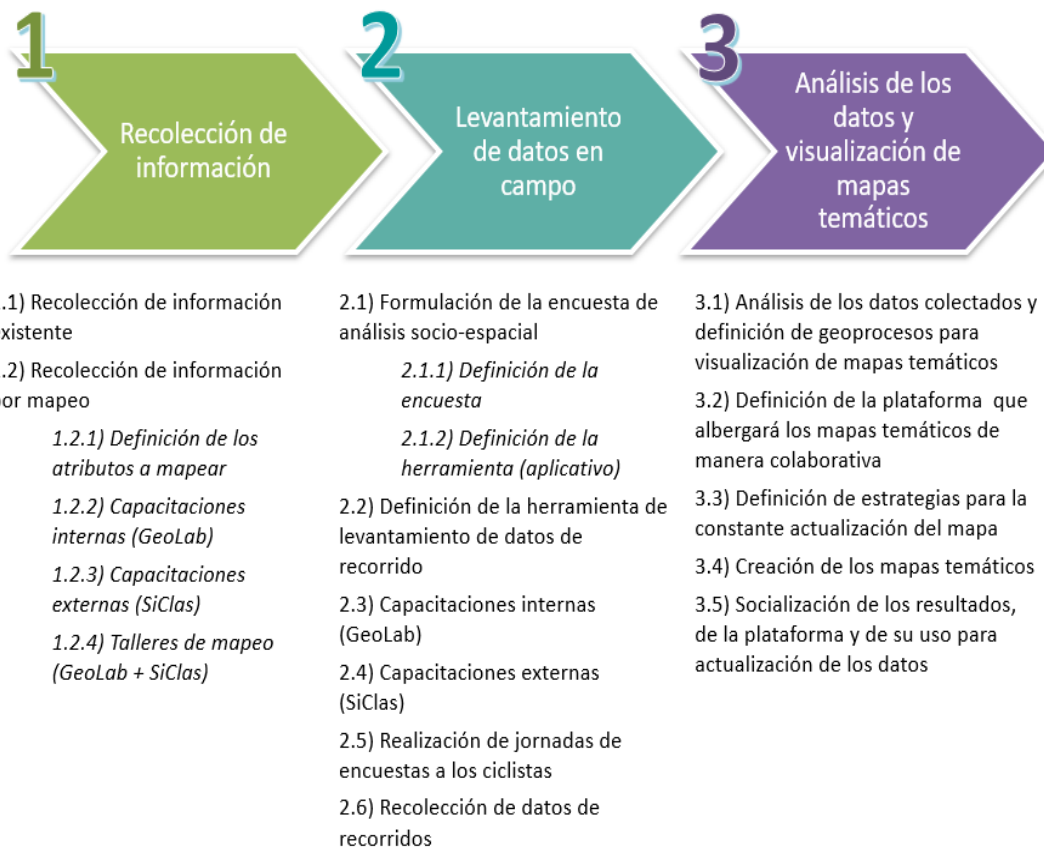 1
Recolección de
información
2
Levantamiento
de datos en
campo
3
Análisis de los
datos y
visualización de
mapas
temáticos
.1) Recolección de información
xistente
.2) Recolección de información
or mapeo
1.2.1) Definición de los
atributos a mapear
1.2.2) Capacitaciones
internas (GeoLab)
1.2.3) Capacitaciones
externas (SiClas)
1.2.4) Talleres de mapeo
(GeoLab + SiClas)
2.1) Formulación de la encuesta de
análisis socio-espacial
2.1.1) Definición de la
encuesta
2.1.2) Definición de la
herramienta (aplicativo)
2.2) Definición de la herramienta de
levantamiento de datos de
recorrido
2.3) Capacitaciones internas
(GeoLab)
2.4) Capacitaciones externas
(SiClas)
2.5) Realización de jornadas de
encuestas a los ciclistas
2.6) Recolección de datos de
recorridos
3.1) Análisis de los datos colectados y
definición de geoprocesos para
visualización de mapas temáticos
3.2) Definición de la plataforma que
albergará los mapas temáticos de
manera colaborativa
3.3) Definición de estrategias para la
constante actualización del mapa
3.4) Creación de los mapas temáticos
3.5) Socialización de los resultados,
de la plataforma y de su uso para
actualización de los datos